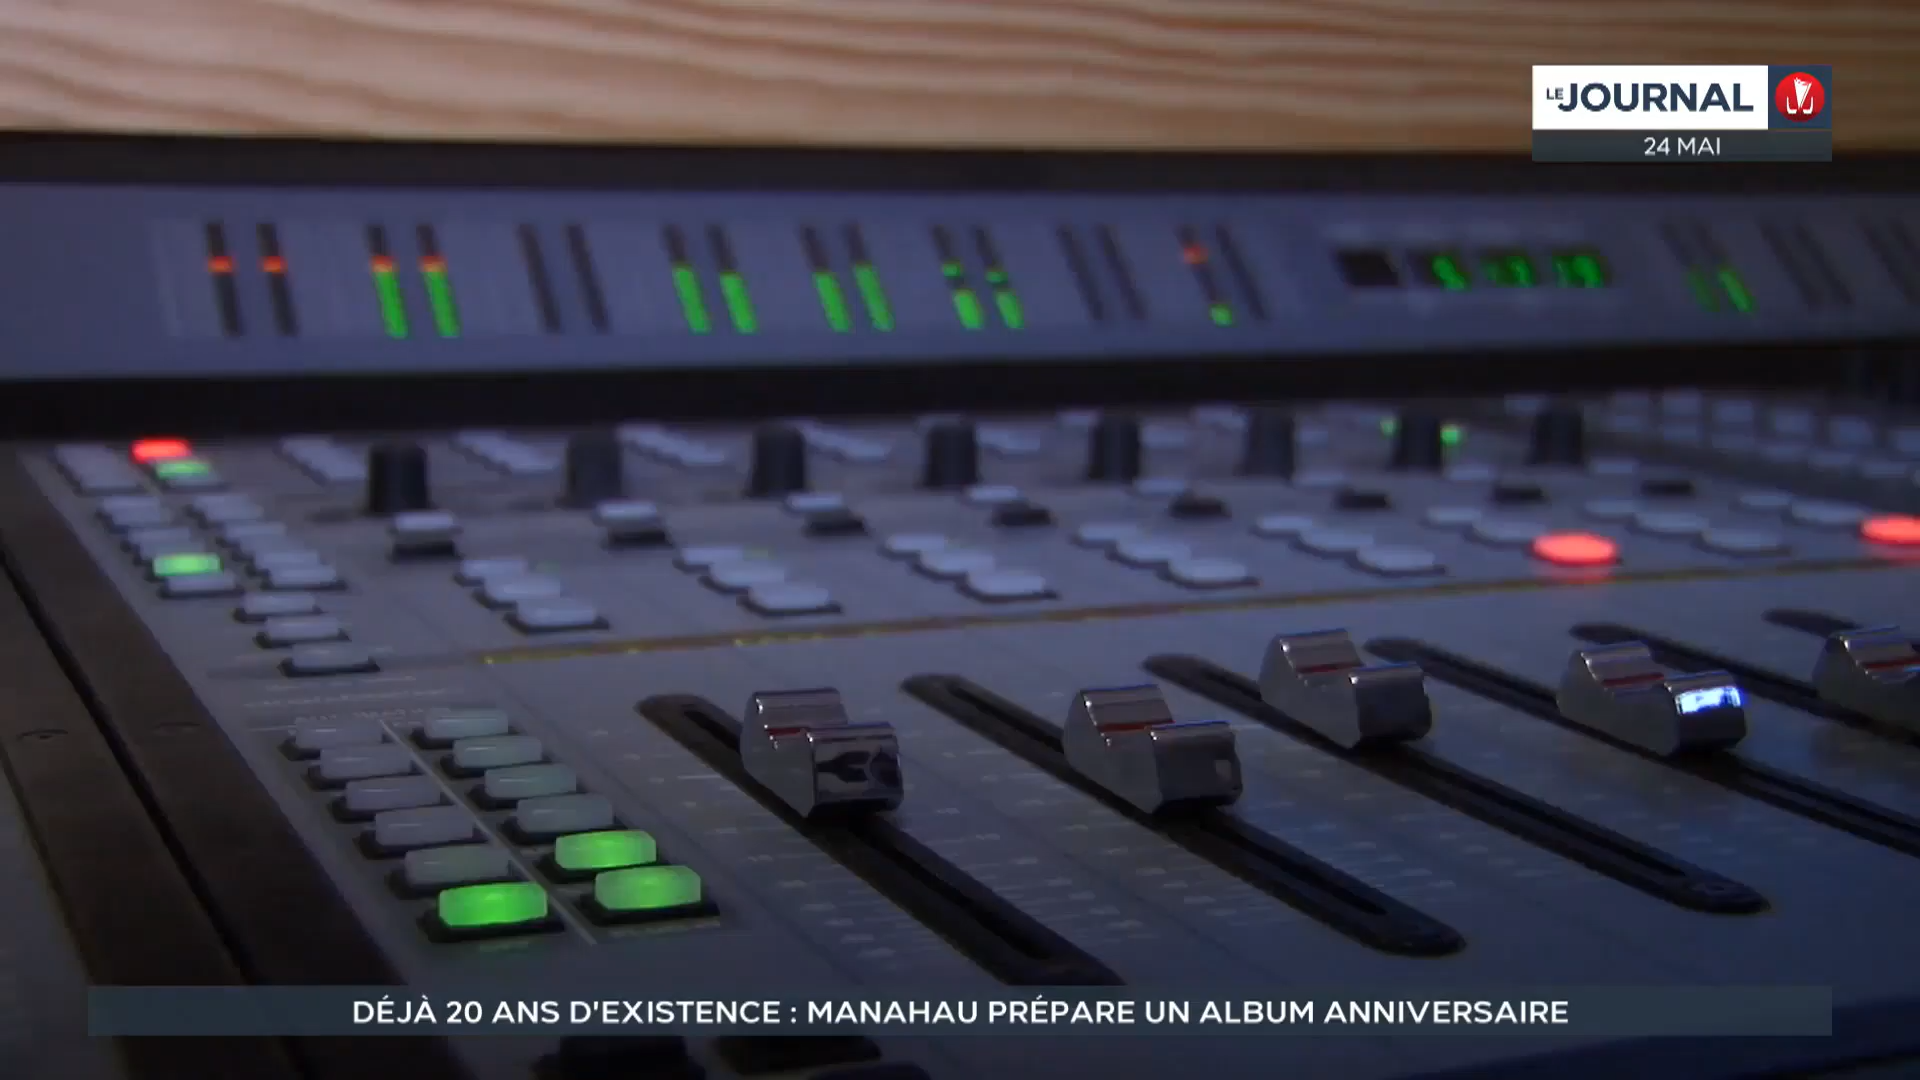 LE JOURNAL
24 MAI
DÉJÀ 20 ANS D'EXISTENCE : MANAHAU PRÉPARE UN ALBUM ANNIVERSAIRE